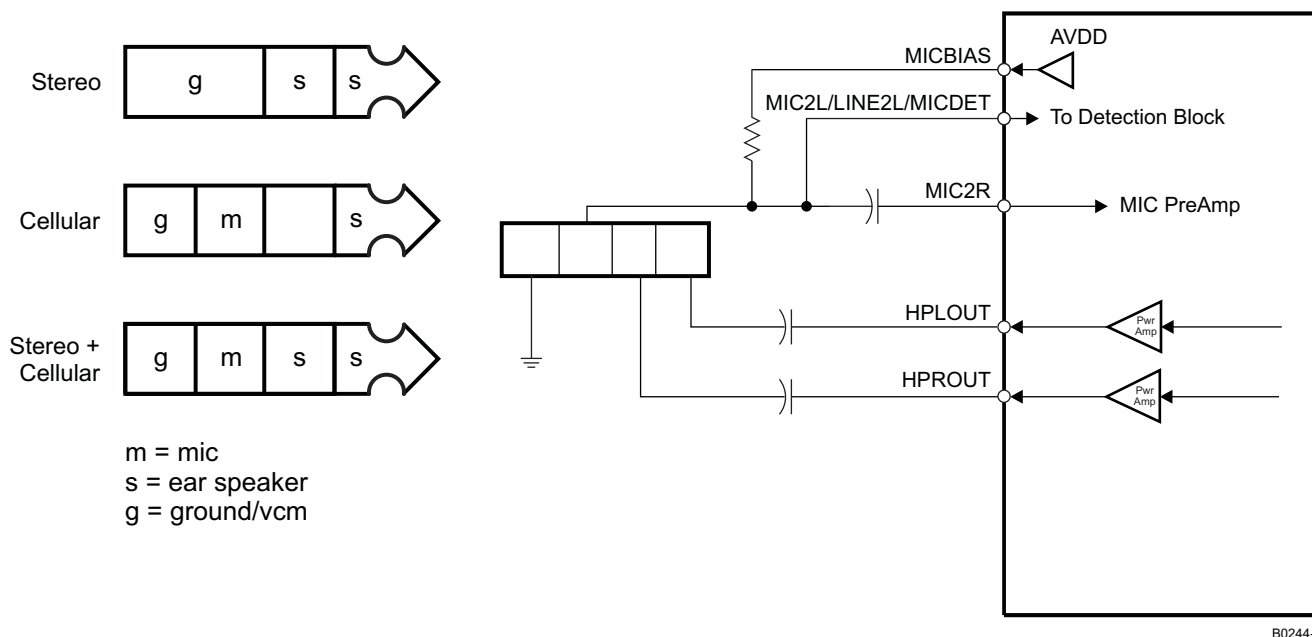 Stereo
g s s
Cellular
g m s
Stereo +
Cellular
g m s s
m = mic
s = ear speaker
g = ground/vcm
MICBIAS
AVDD
MIC2L/LINE2L/MICDET
To Detection Block
MIC2R
MIC PreAmp
HPLOUT
Pwr
Amp
HPROUT
Pwr
Amp